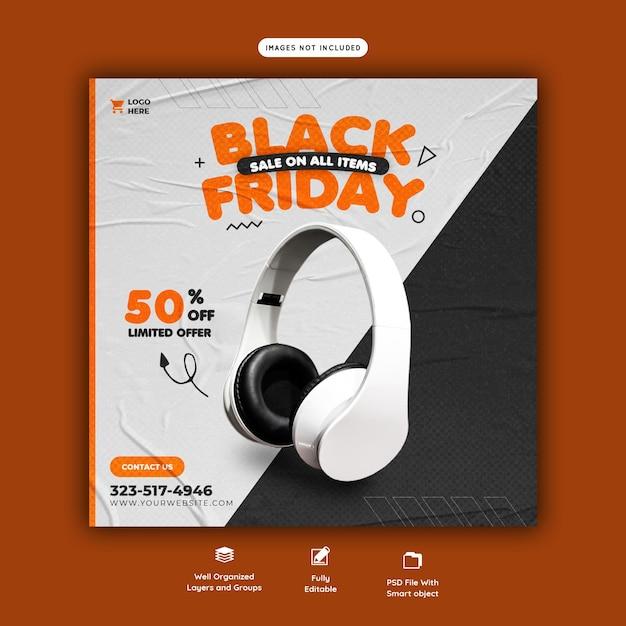 IMAGES NOT INCLUDED
LOGO
HERE
BLACK
SALE ON ALL ITEMS
FRIDAY
50%
OFF
LIMITED OFFER
CONTACT US
323-517-4946
WWW.YOURWEBSITE.COM
Well Organized
Layers and Groups
Fully
Editable
PSD File With
Smart object